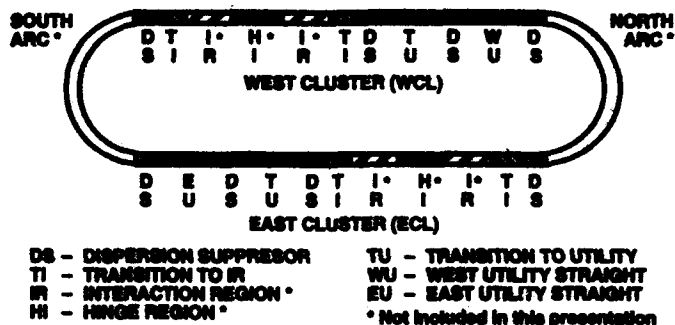 SOUTH ARC *
NORTH ARC *
D T I* H* I* T D T D W D
S I R I R I S U S U S
WEST CLUSTER (WCL)
D E D T D T I* H* I* T D
S U S U S I R I R I S
EAST CLUSTER (ECL)
DS – DISPERSION SUPPRESOR
TI – TRANSITION TO IR
IR – INTERACTION REGION *
HI – HINGE REGION *
TU – TRANSITION TO UTILITY
WU – WEST UTILITY STRAIGHT
EU – EAST UTILITY STRAIGHT
* Not included in this presentation